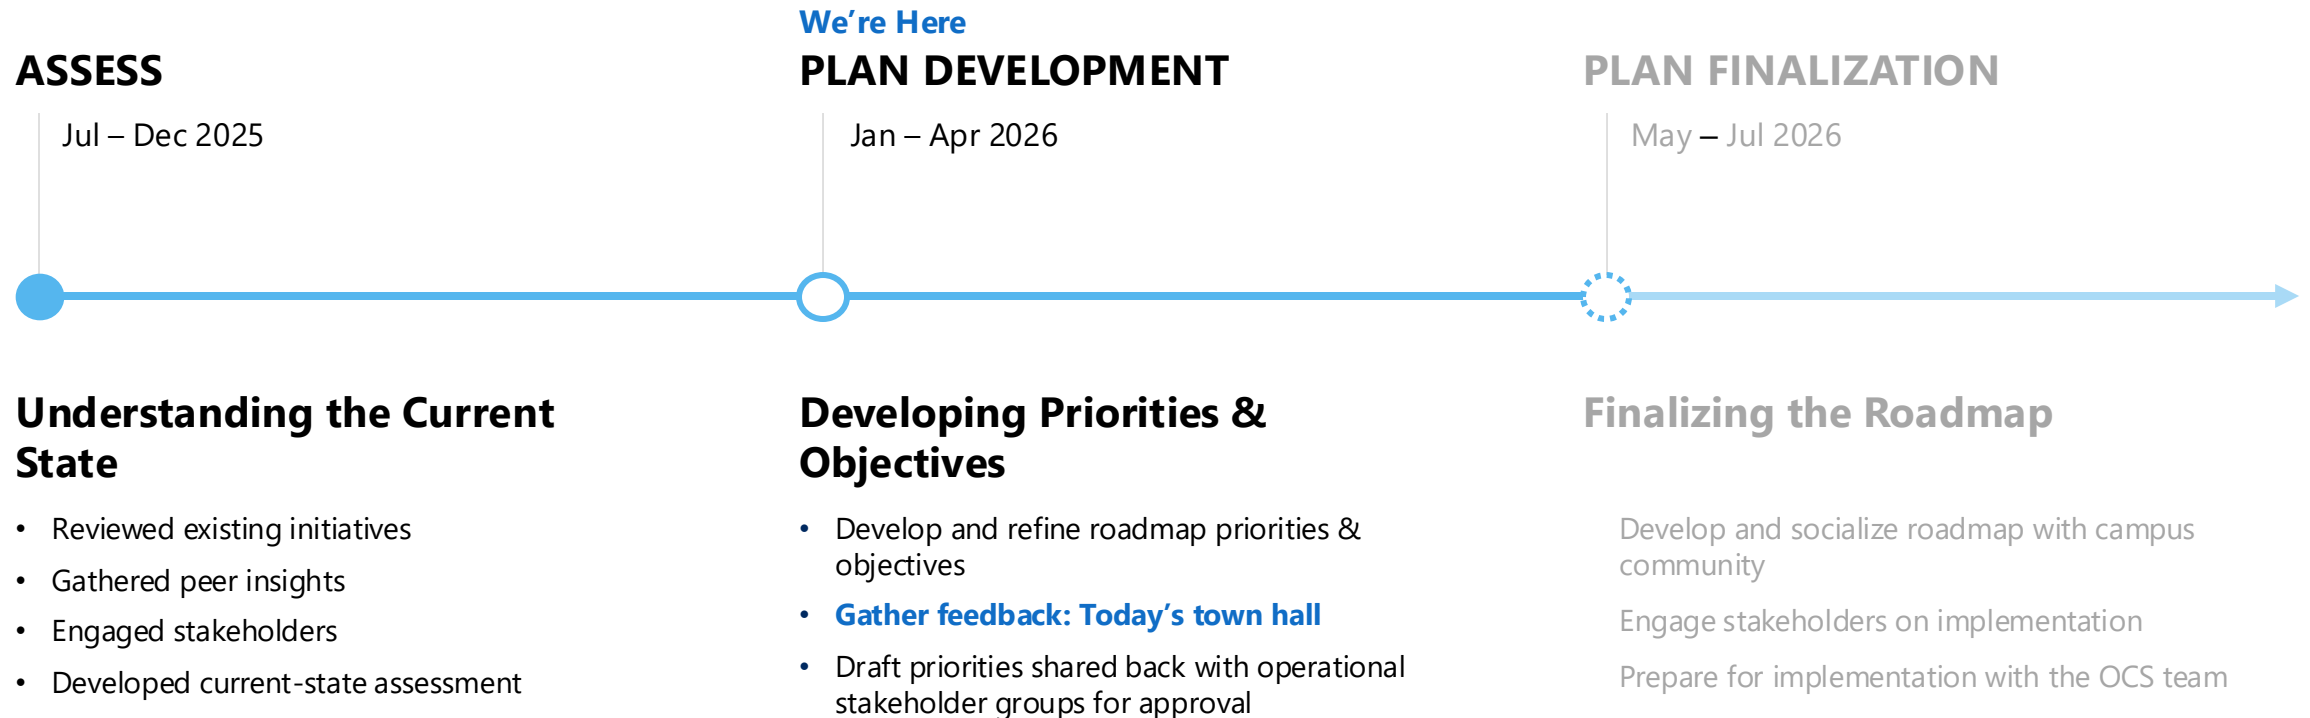 We’re Here
ASSESS
PLAN DEVELOPMENT
PLAN FINALIZATION
Jul – Dec 2025
Jan – Apr 2026
May – Jul 2026
Understanding the Current
State
• Reviewed existing initiatives
• Gathered peer insights
• Engaged stakeholders
• Developed current-state assessment
Developing Priorities &
Objectives
• Develop and refine roadmap priorities &
objectives
• Gather feedback: Today’s town hall
• Draft priorities shared back with operational
stakeholder groups for approval
Finalizing the Roadmap
Develop and socialize roadmap with campus
community
Engage stakeholders on implementation
Prepare for implementation with the OCS team